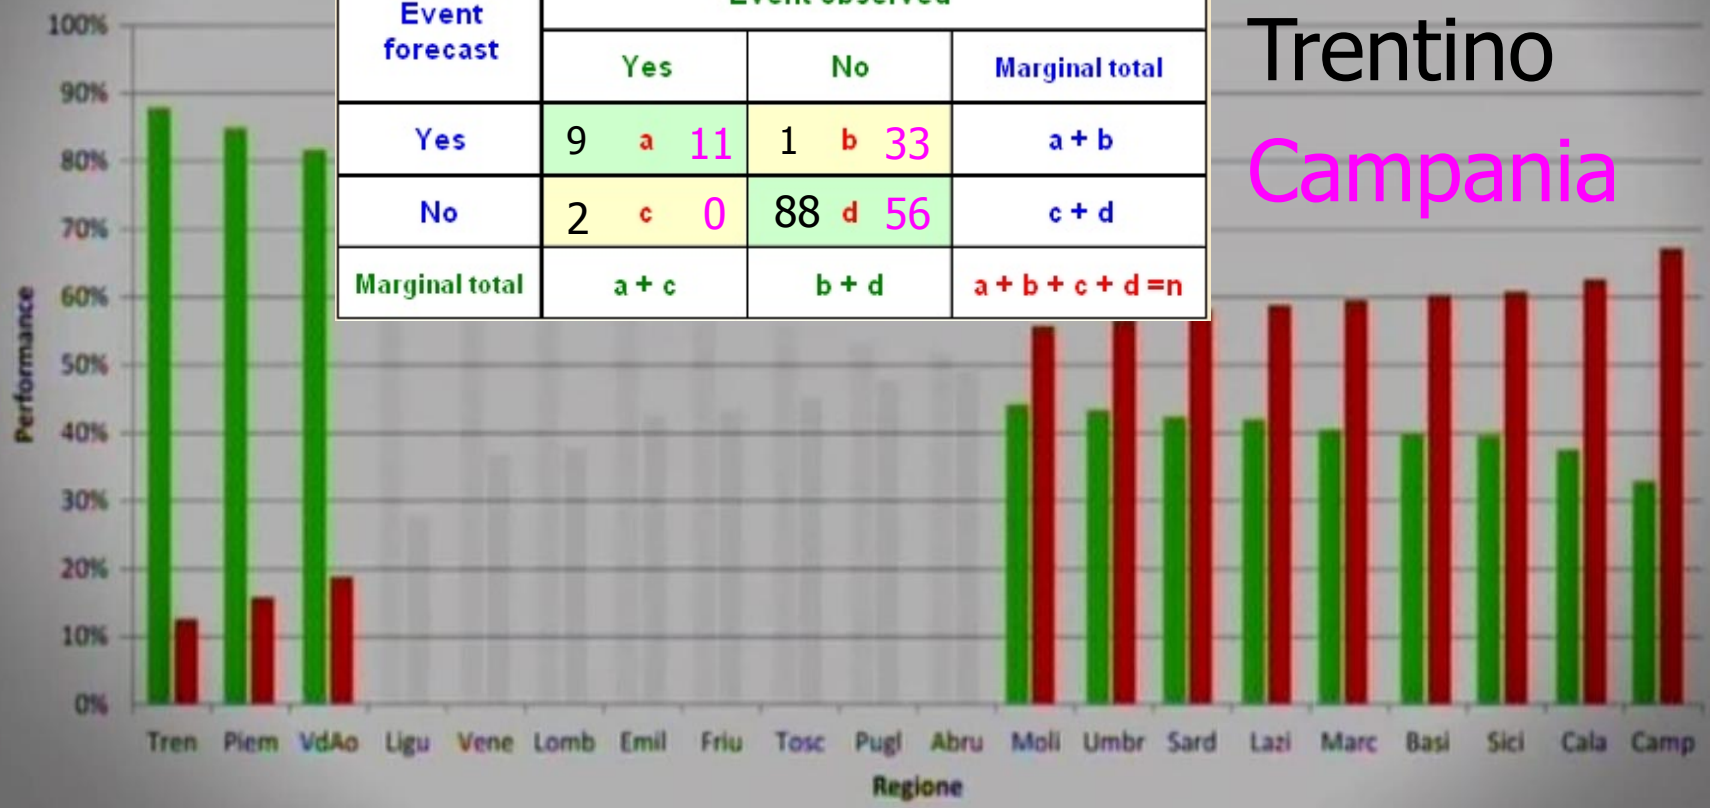 Event observed
Event
forecast
Yes No Marginal total
Yes 9 a 11 1 b 33 a + b
No 2 c 0 88 d 56 c + d
Marginal total a + c b + d a + b + c + d =n
Trentino
Campania
100%
90%
80%
70%
60%
50%
40%
30%
20%
10%
0%
Performance
Tren Piem VdAo Ligu Vene Lomb Emil Friu Tosc Pugl Abru Moli Umbr Sard Lazi Marc Basi Sici Cala Camp
Regione